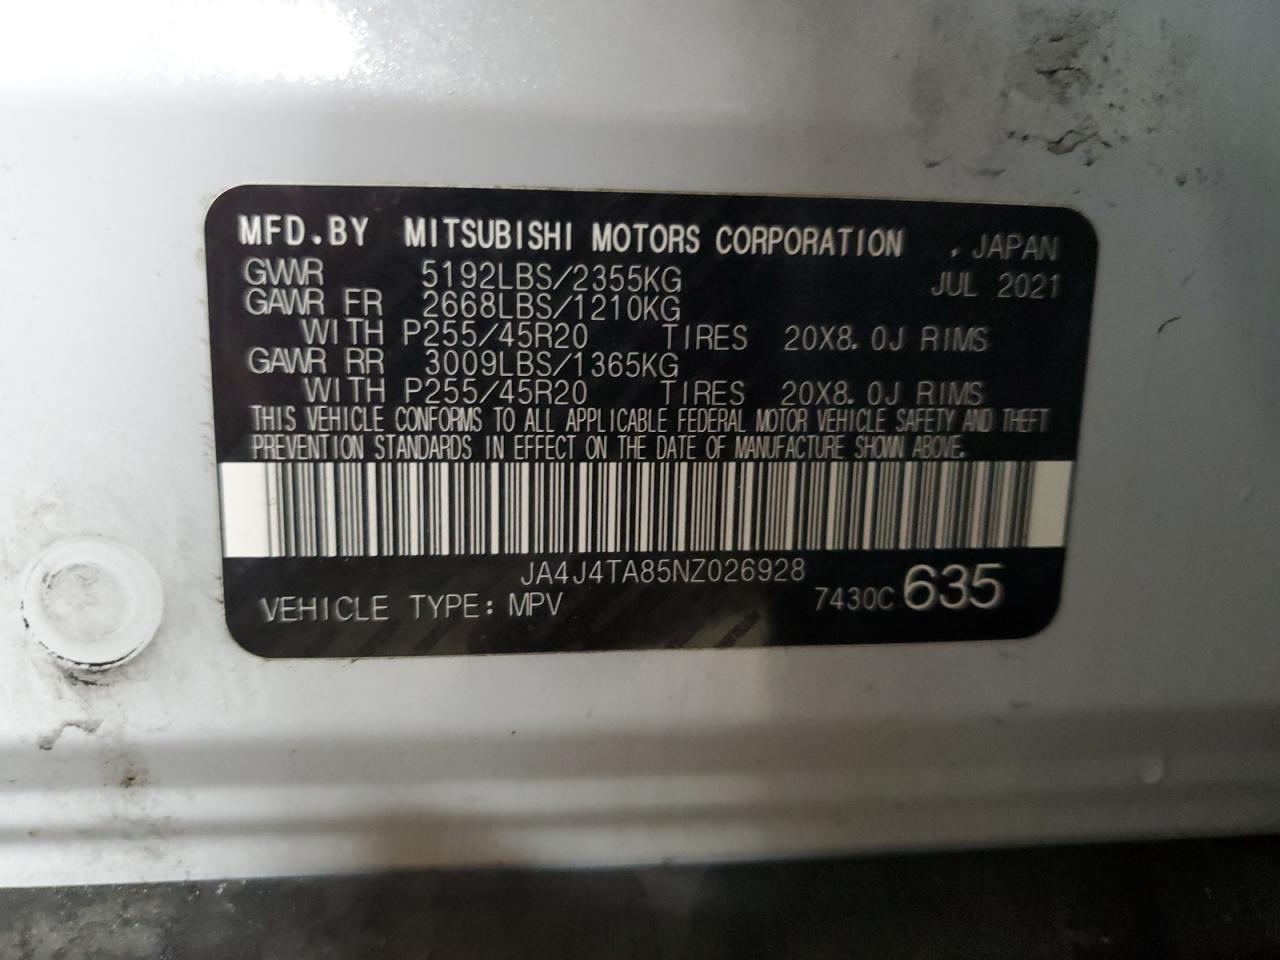 MFD.BY MITSUBISHI MOTORS CORPORATION , JAPAN
GVWR 5192LBS/2355KG JUL 2021
GAWR FR 2668LBS/1210KG
WITH P255/45R20 TIRES 20X8.0J RIMS
GAWR RR 3009LBS/1365KG
WITH P255/45R20 TIRES 20X8.0J RIMS
THIS VEHICLE CONFORMS TO ALL APPLICABLE FEDERAL MOTOR VEHICLE SAFETY AND THEFT
PREVENTION STANDARDS IN EFFECT ON THE DATE OF MANUFACTURE SHOWN ABOVE.
JA4J4TA85NZ026928
VEHICLE TYPE: MPV 7430C 635